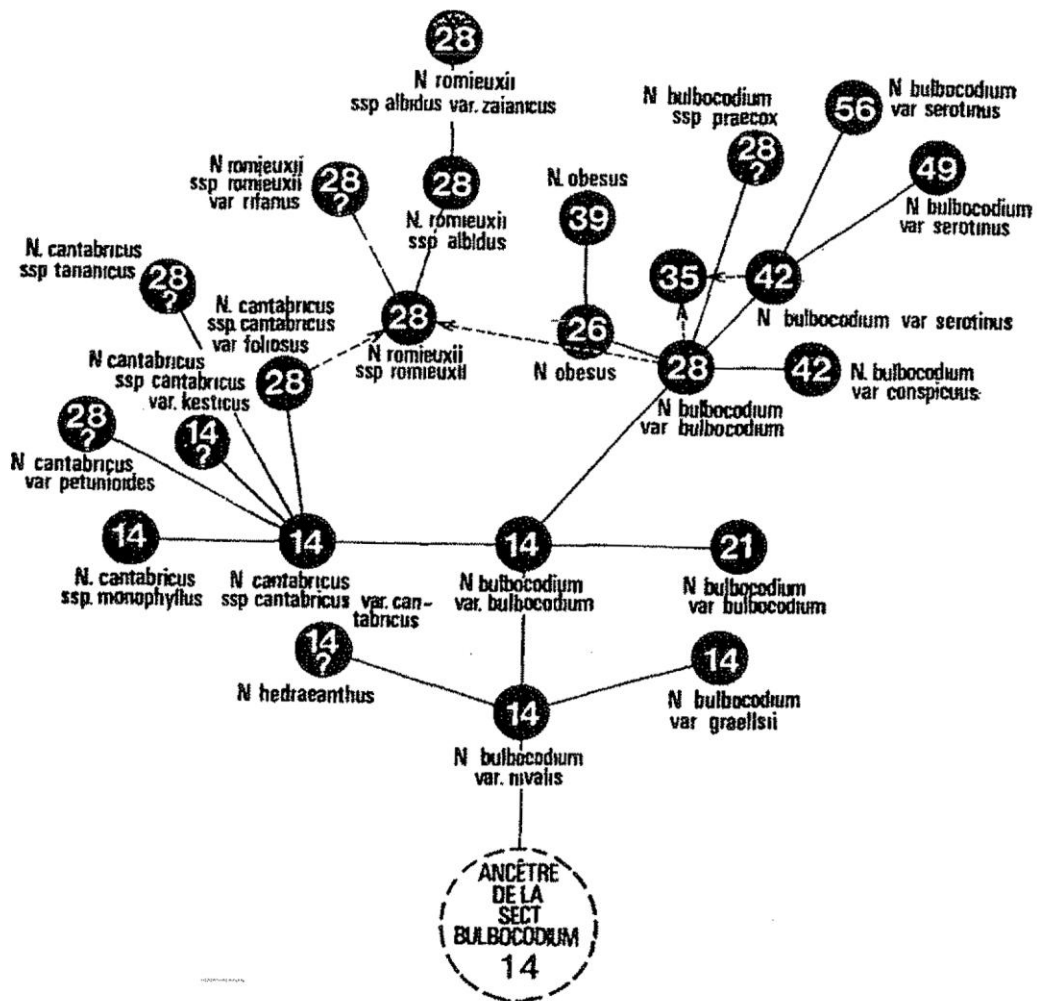 28
N romieuxii
ssp albidus var. zaianicus
N bulbocodium
ssp praecox
56
N bulbocodium
var serotinus
N romieuxii
ssp romieuxii
var rifanus
28
?
28
N. romieuxii
ssp albidus
N. obesus
39
28
?
49
N bulbocodium
var serotinus
N. cantabricus
ssp tananicus
28
?
N. cantabricus
ssp. cantabricus
var foliosus
28
N romieuxii
ssp romieuxii
26
N obesus
35
42
N bulbocodium var serotinus
N cantabricus
ssp cantabricus
var. kesticus
28
28
N bulbocodium
var bulbocodium
42
N. bulbocodium
var conspicuus
28
?
N cantabricus
var petunioides
14
?
14
N. cantabricus
ssp. monophyllus
14
N cantabricus
ssp cantabricus var. can-
tabricus
14
N bulbocodium
var. bulbocodium
21
N bulbocodium
var bulbocodium
14
?
N hedraeanthus
14
N bulbocodium
var graellsii
14
N bulbocodium
var. nivalis
ANCÊTRE
DE LA
SECT
BULBOCODIUM
14